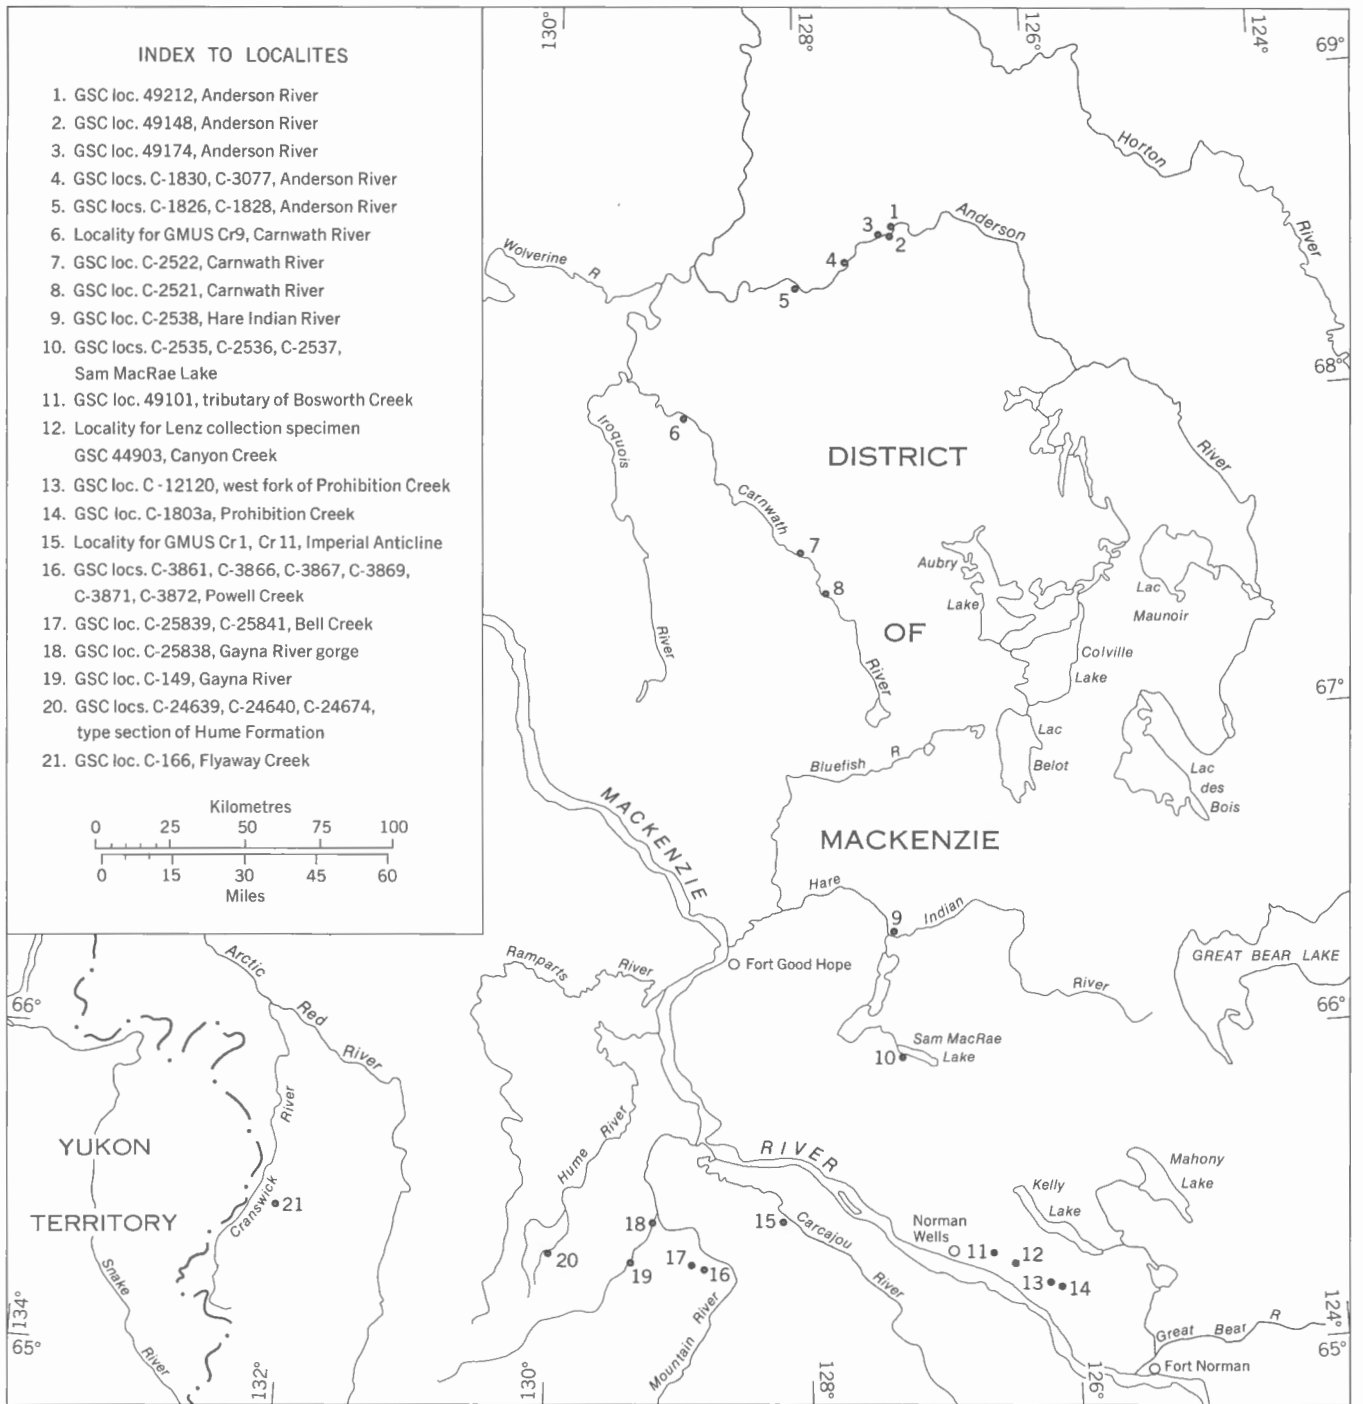 INDEX TO LOCALITES
1. GSC loc. 49212, Anderson River
2. GSC loc. 49148, Anderson River
3. GSC loc. 49174, Anderson River
4. GSC locs. C-1830, C-3077, Anderson River
5. GSC locs. C-1826, C-1828, Anderson River
6. Locality for GMUS Cr9, Carnwath River
7. GSC loc. C-2522, Carnwath River
8. GSC loc. C-2521, Carnwath River
9. GSC loc. C-2538, Hare Indian River
10. GSC locs. C-2535, C-2536, C-2537,
Sam MacRae Lake
11. GSC loc. 49101, tributary of Bosworth Creek
12. Locality for Lenz collection specimen
GSC 44903, Canyon Creek
13. GSC loc. C-12120, west fork of Prohibition Creek
14. GSC loc. C-1803a, Prohibition Creek
15. Locality for GMUS Cr1, Cr11, Imperial Anticline
16. GSC locs. C-3861, C-3866, C-3867, C-3869,
C-3871, C-3872, Powell Creek
17. GSC loc. C-25839, C-25841, Bell Creek
18. GSC loc. C-25838, Gayna River gorge
19. GSC loc. C-149, Gayna River
20. GSC locs. C-24639, C-24640, C-24674,
type section of Hume Formation
21. GSC loc. C-166, Flyaway Creek
Kilometres
0 25 50 75 100
0 15 30 45 60
Miles
130° 128° 126° 124°
69°
Horton
River
Anderson
1
3
2
4
5
Wolverine R
68°
6
Iroquois
River
DISTRICT
River
Carnwath
7
8
River
Aubry
Lake
Lac
Maunoir
OF
Colville
Lake
67°
Lac
Belot
Bluefish R
Lac
des
Bois
MACKENZIE
MACKENZIE
Hare
9
Indian
River
Fort Good Hope
GREAT BEAR LAKE
Ramparts River
Arctic
Red
River
66°
66°
Sam MacRae
Lake
10
River
YUKON
TERRITORY
Cranswick
21
Hume River
RIVER
Mahony
Lake
Kelly
Lake
18
15
Carcajou
River
Norman
Wells
11
12
20
19
17
16
13
14
Snake
River
Mountain River
Great Bear R
Fort Norman
134°
65°
124°
65°
132° 130° 128° 126°